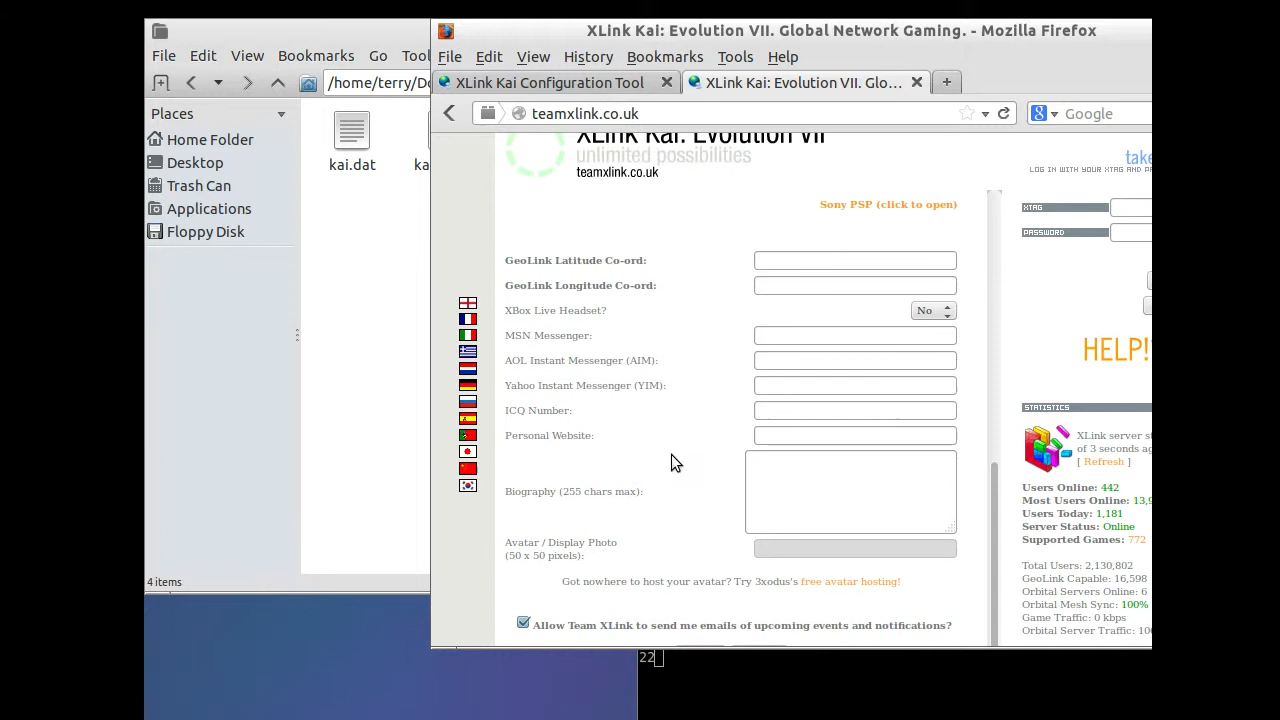 XLink Kai: Evolution VII. Global Network Gaming. - Mozilla Firefox
File Edit View Bookmarks Go Tool
File Edit View History Bookmarks Tools Help
/home/terry/Do
XLink Kai Configuration Tool
XLink Kai: Evolution VII. Glo...
teamxlink.co.uk
Google
Places
Home Folder
Desktop
Trash Can
Applications
Floppy Disk
kai.dat
ka
4 items
XLink Kai: Evolution VII
unlimited possibilities
teamxlink.co.uk
Sony PSP (click to open)
GeoLink Latitude Co-ord:
GeoLink Longitude Co-ord:
XBox Live Headset?
No
MSN Messenger:
AOL Instant Messenger (AIM):
Yahoo Instant Messenger (YIM):
ICQ Number:
Personal Website:
Biography (255 chars max):
Avatar / Display Photo
(50 x 50 pixels):
Got nowhere to host your avatar? Try 3xodus's free avatar hosting!
Allow Team XLink to send me emails of upcoming events and notifications?
take
LOG IN WITH YOUR XTAG AND P
XTAG
PASSWORD
HELP!
STATISTICS
XLink server st
of 3 seconds ag
[ Refresh ]
Users Online: 442
Most Users Online: 13,9
Users Today: 1,181
Server Status: Online
Supported Games: 772
Total Users: 2,130,802
GeoLink Capable: 16,598
Orbital Servers Online: 6
Orbital Mesh Sync: 100%
Game Traffic: 0 kbps
Orbital Server Traffic: 10
22